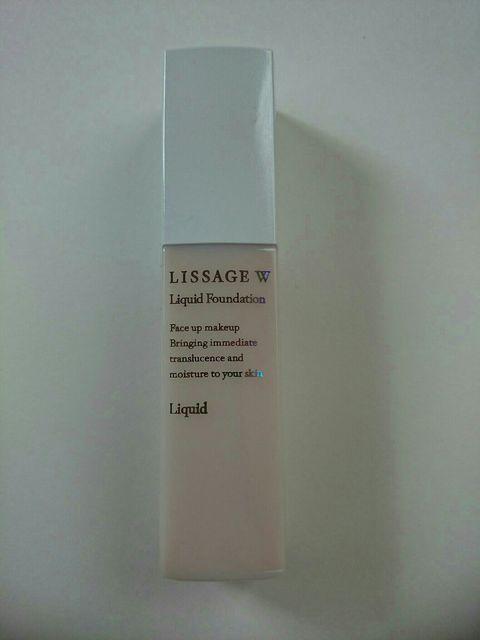 LISSAGE W
Liquid Foundation
Face up makeup
Bringing immediate
translucence and
moisture to your skin
Liquid